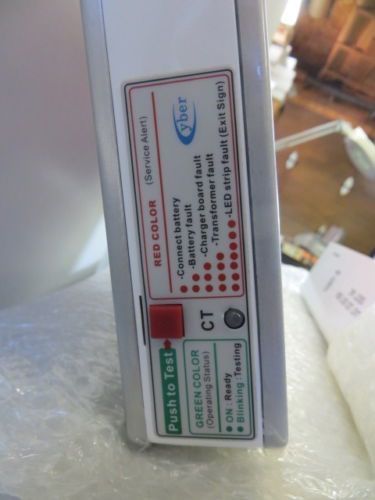 Cyber
RED COLOR
(Service Alert)
-Connect battery
-Battery fault
-Charger board fault
-Transformer fault
-LED strip fault (Exit Sign)
CT
Push to Test
GREEN COLOR
(Operating Status)
ON : Ready
Blinking : Testing